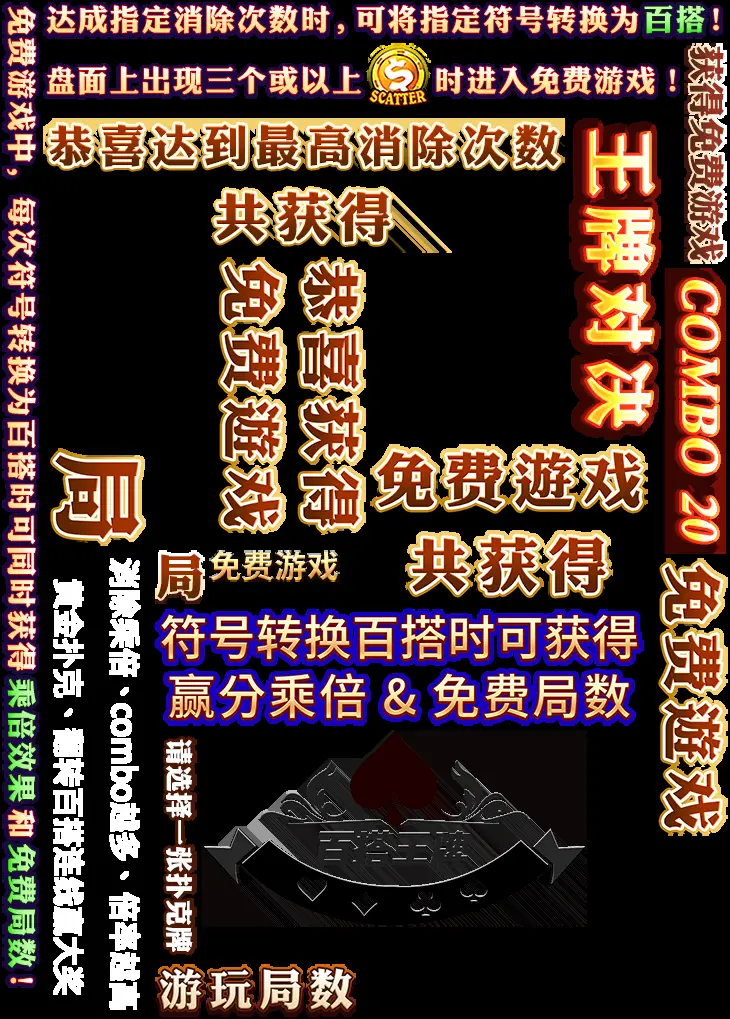 达成指定消除次数时，可将指定符号转换为百搭！
盘面上出现三个或以上 SCATTER 时进入免费游戏！
免费游戏中，每次符号转换为百搭时可同时获得乘倍效果和免费局数！
恭喜达到最高消除次数
共获得
王牌对决
获得免费游戏
COMBO 20
恭喜获得
免费遊戏
免费遊戏
共获得
局
局
免费游戏
免费遊戏
符号转换百搭时可获得
赢分乘倍 & 免费局数
消除乘倍、combo越多、倍率越高
黄金扑克、翻转百搭连线赢大奖
请选择一张扑克牌
百搭王牌
游玩局数